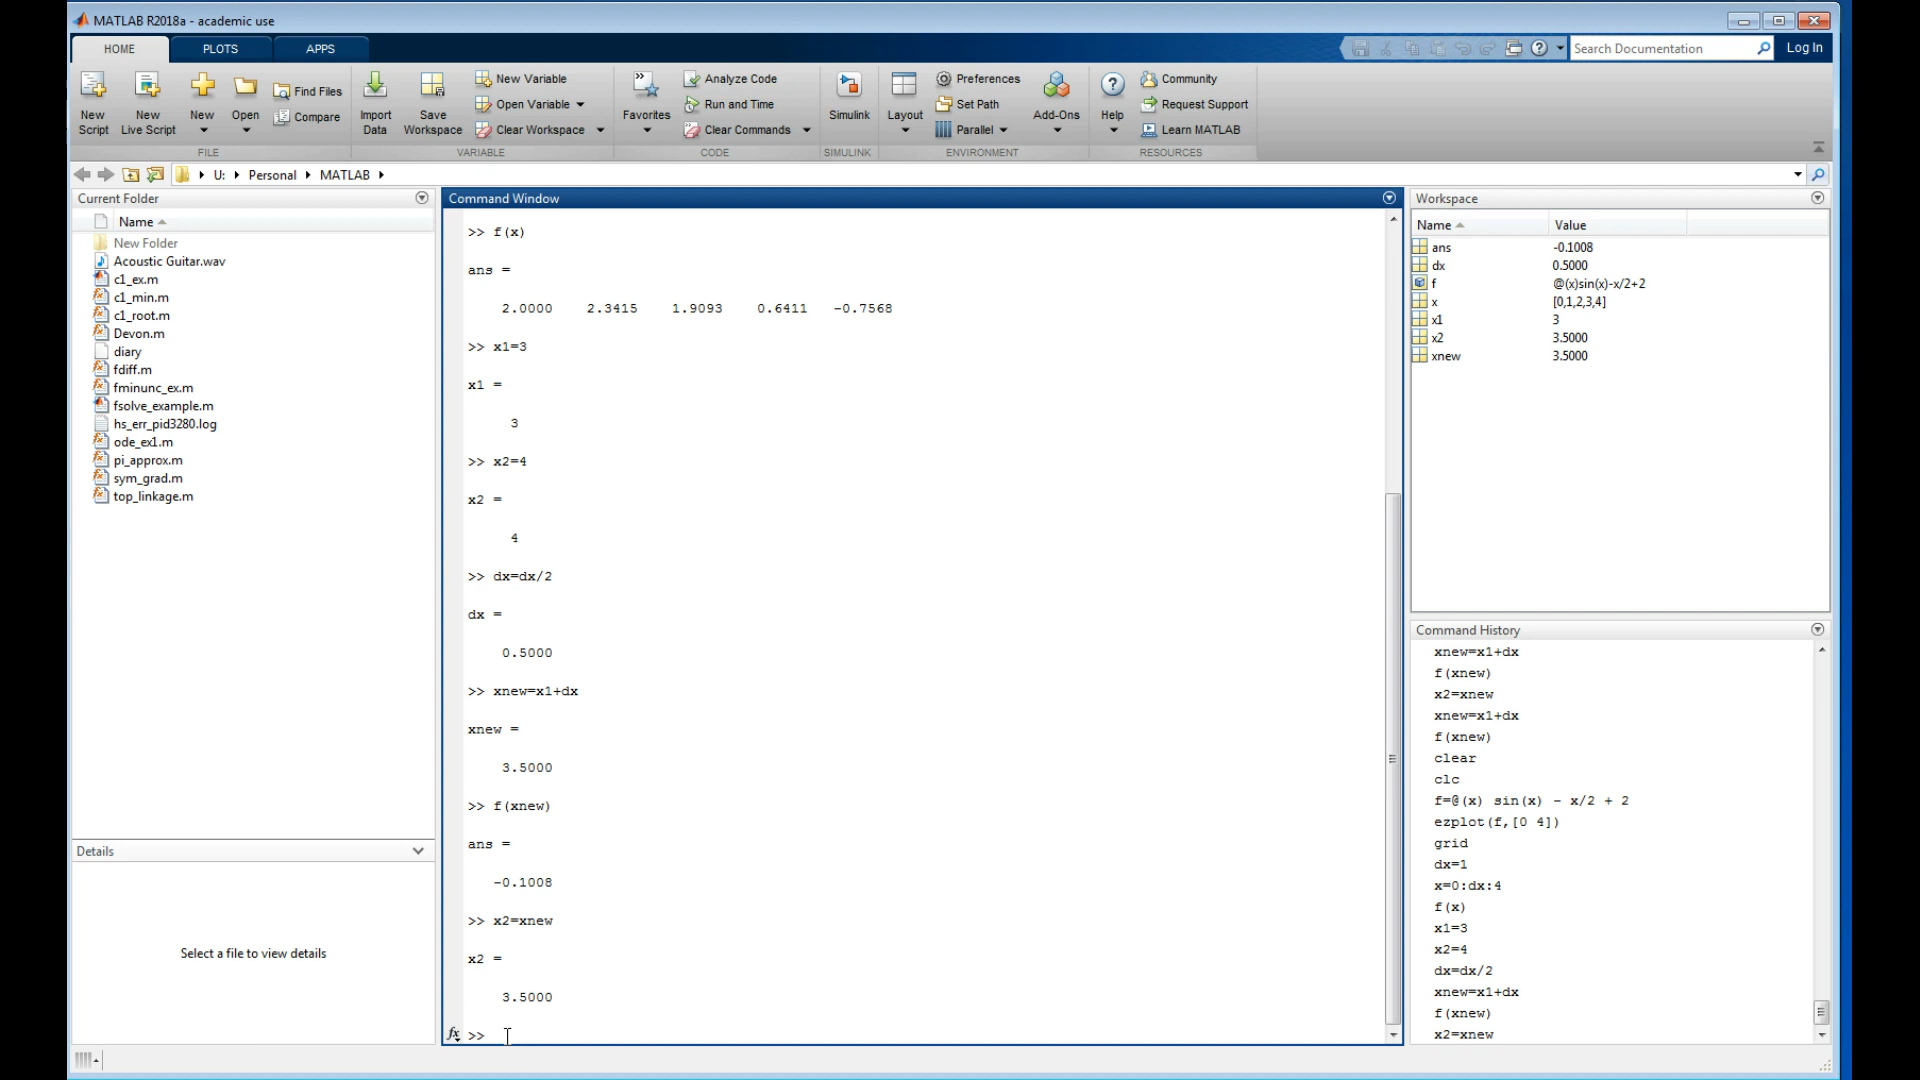 MATLAB R2018a - academic use
HOME PLOTS APPS
Search Documentation
Log In
New Script
New Live Script
New
Open
Find Files
Compare
FILE
Import Data
Save Workspace
New Variable
Open Variable
Clear Workspace
VARIABLE
Favorites
Analyze Code
Run and Time
Clear Commands
CODE
Simulink
SIMULINK
Layout
Preferences
Set Path
Parallel
Add-Ons
ENVIRONMENT
Help
Community
Request Support
Learn MATLAB
RESOURCES
U: Personal MATLAB
Current Folder
Name
New Folder
Acoustic Guitar.wav
c1_ex.m
c1_min.m
c1_root.m
Devon.m
diary
fdiff.m
fminunc_ex.m
fsolve_example.m
hs_err_pid3280.log
ode_ex1.m
pi_approx.m
sym_grad.m
top_linkage.m
Details
Select a file to view details
Command Window
>> f(x)
ans =
2.0000 2.3415 1.9093 0.6411 -0.7568
>> x1=3
x1 =
3
>> x2=4
x2 =
4
>> dx=dx/2
dx =
0.5000
>> xnew=x1+dx
xnew =
3.5000
>> f(xnew)
ans =
-0.1008
>> x2=xnew
x2 =
3.5000
fx >>
Workspace
Name Value
ans -0.1008
dx 0.5000
f @(x)sin(x)-x/2+2
x [0,1,2,3,4]
x1 3
x2 3.5000
xnew 3.5000
Command History
xnew=x1+dx
f(xnew)
x2=xnew
xnew=x1+dx
f(xnew)
clear
clc
f=@(x) sin(x) - x/2 + 2
ezplot(f,[0 4])
grid
dx=1
x=0:dx:4
f(x)
x1=3
x2=4
dx=dx/2
xnew=x1+dx
f(xnew)
x2=xnew